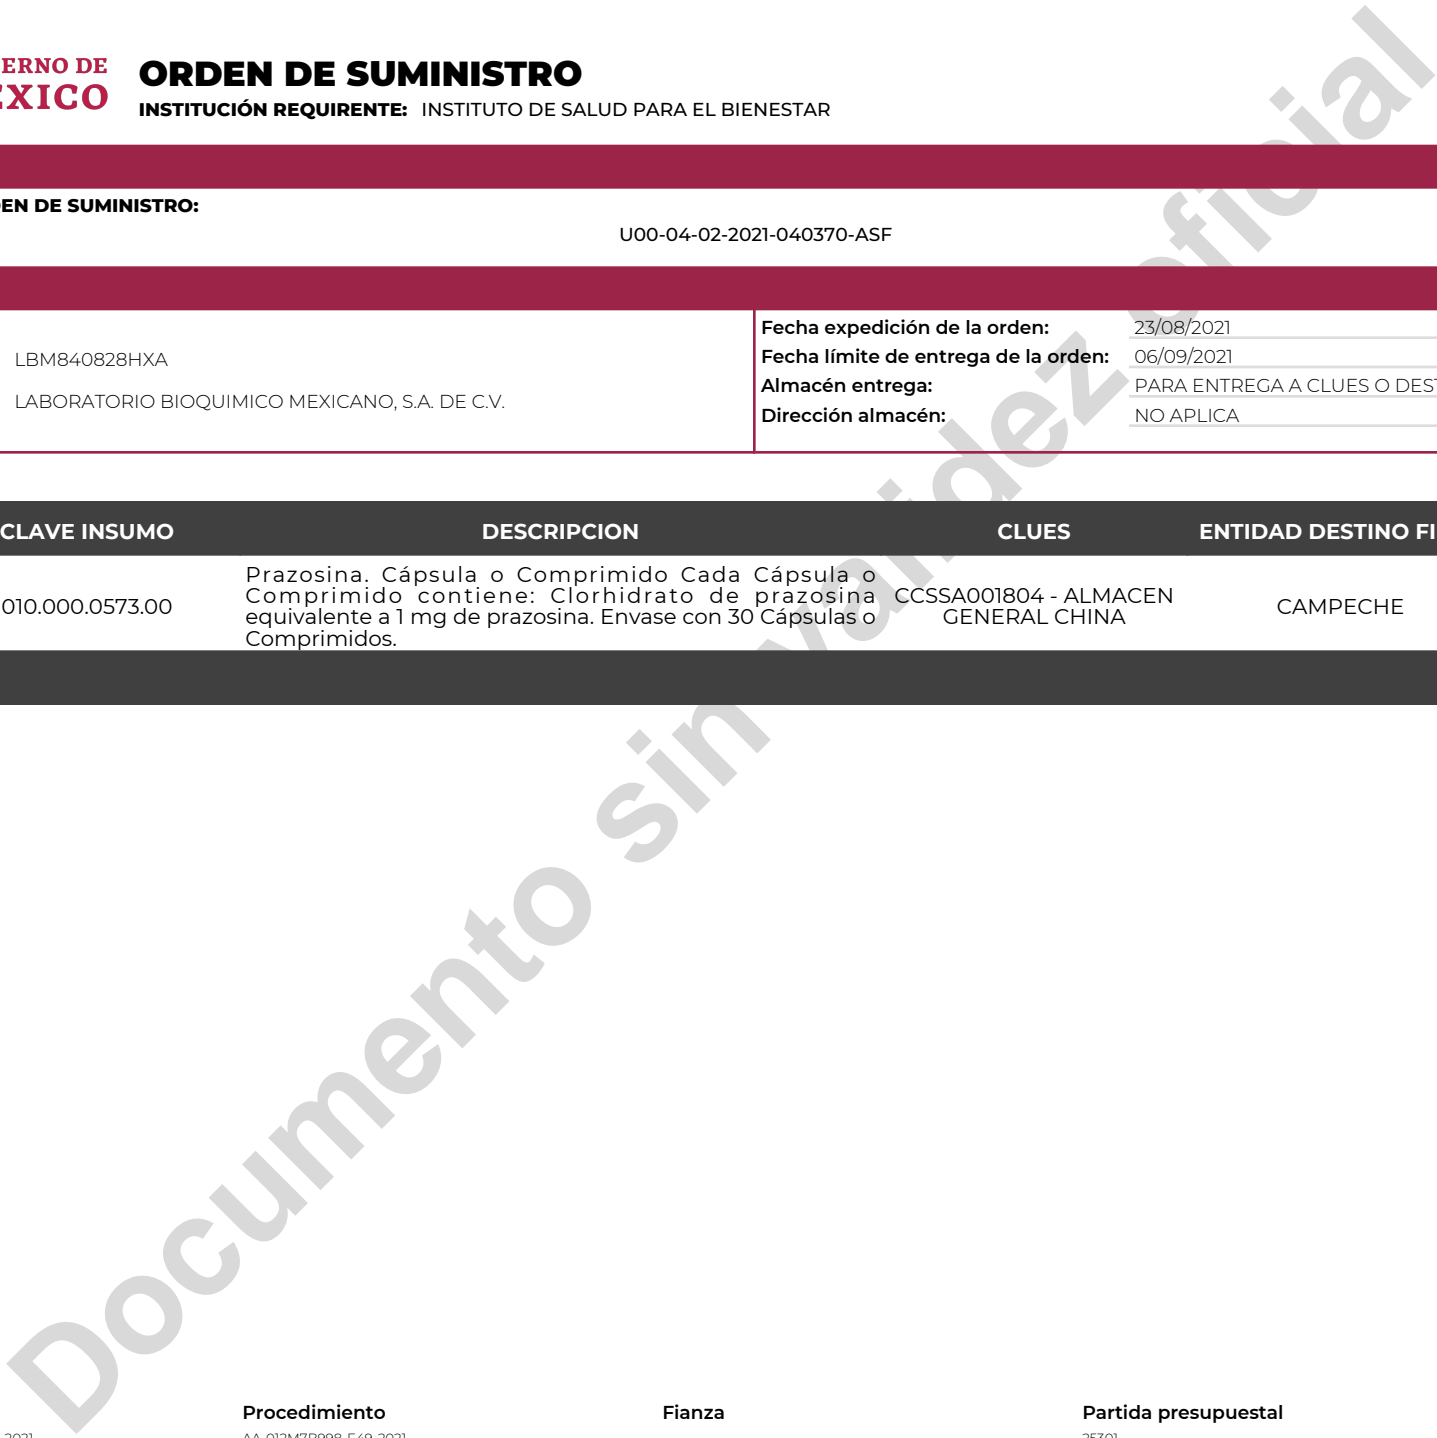 ERNO DE
EXICO
ORDEN DE SUMINISTRO
INSTITUCIÓN REQUIRENTE: INSTITUTO DE SALUD PARA EL BIENESTAR
EN DE SUMINISTRO:
U00-04-02-2021-040370-ASF
LBM840828HXA
LABORATORIO BIOQUIMICO MEXICANO, S.A. DE C.V.
Fecha expedición de la orden: 23/08/2021
Fecha límite de entrega de la orden: 06/09/2021
Almacén entrega: PARA ENTREGA A CLUES O DEST
Dirección almacén: NO APLICA
CLAVE INSUMO DESCRIPCION CLUES ENTIDAD DESTINO FI
010.000.0573.00
Prazosina. Cápsula o Comprimido Cada Cápsula o
Comprimido contiene: Clorhidrato de prazosina
equivalente a 1 mg de prazosina. Envase con 30 Cápsulas o
Comprimidos.
CCSSA001804 - ALMACEN
GENERAL CHINA
CAMPECHE
Documento sin validez oficial
Procedimiento Fianza Partida presupuestal